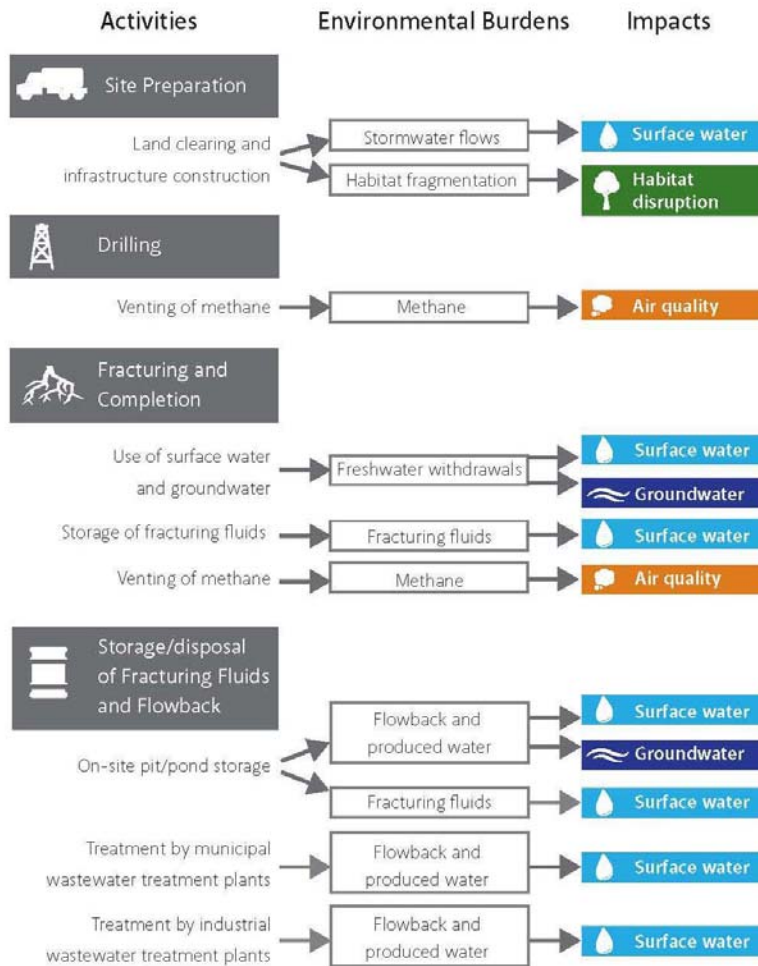 Activities Environmental Burdens Impacts
Site Preparation
Land clearing and
infrastructure construction
Stormwater flows
Surface water
Habitat fragmentation
Habitat
disruption
Drilling
Venting of methane
Methane
Air quality
Fracturing and
Completion
Use of surface water
and groundwater
Freshwater withdrawals
Surface water
Groundwater
Storage of fracturing fluids
Fracturing fluids
Surface water
Venting of methane
Methane
Air quality
Storage/disposal
of Fracturing Fluids
and Flowback
On-site pit/pond storage
Flowback and
produced water
Surface water
Groundwater
Fracturing fluids
Surface water
Treatment by municipal
wastewater treatment plants
Flowback and
produced water
Surface water
Treatment by industrial
wastewater treatment plants
Flowback and
produced water
Surface water